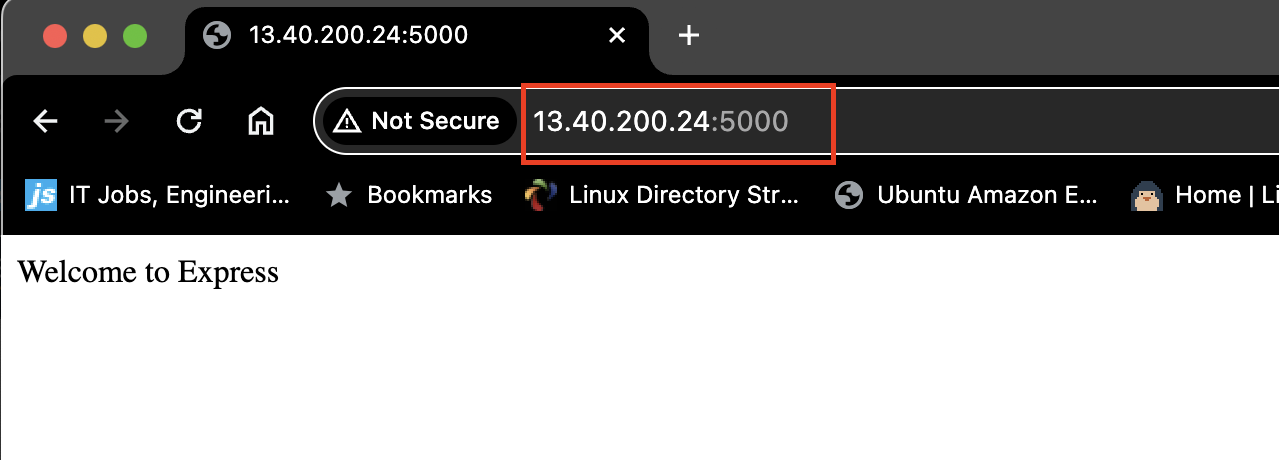 13.40.200.24:5000
Not Secure 13.40.200.24:5000
js IT Jobs, Engineeri... Bookmarks Linux Directory Str... Ubuntu Amazon E... Home | Li
Welcome to Express